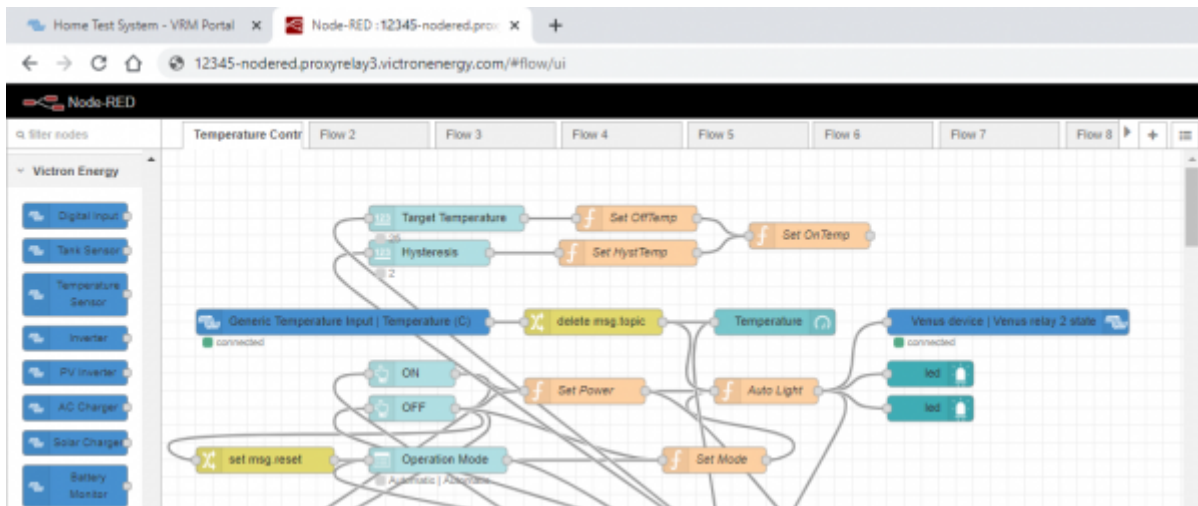 Home Test System - VRM Portal
Node-RED : 12345-nodered.prox
12345-nodered.proxyrelay3.victronenergy.com/#flow/ui
Node-RED
filter nodes
Temperature Contr
Flow 2
Flow 3
Flow 4
Flow 5
Flow 6
Flow 7
Flow 8
Victron Energy
Digital Input
Tank Sensor
Temperature
Sensor
Inverter
PV Inverter
AC Charger
Solar Charger
Battery
Monitor
123 Target Temperature
Set OffTemp
Set OnTemp
123 Hysteresis
Set HystTemp
2
Generic Temperature Input | Temperature (C)
connected
delete msg.topic
Temperature
Venus device | Venus relay 2 state
connected
ON
OFF
Set Power
Auto Light
led
led
set msg.reset
Operation Mode
Automatic | Automatic
Set Mode